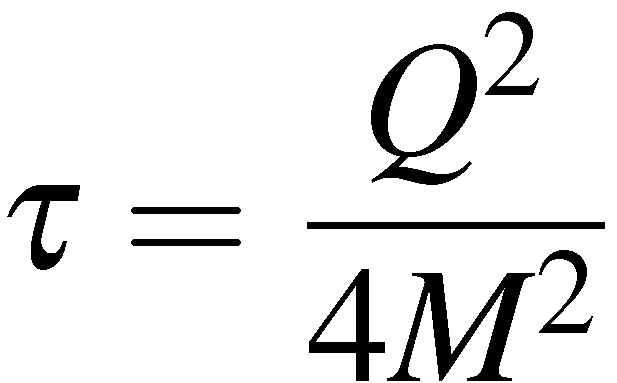 τ = Q²/4M²